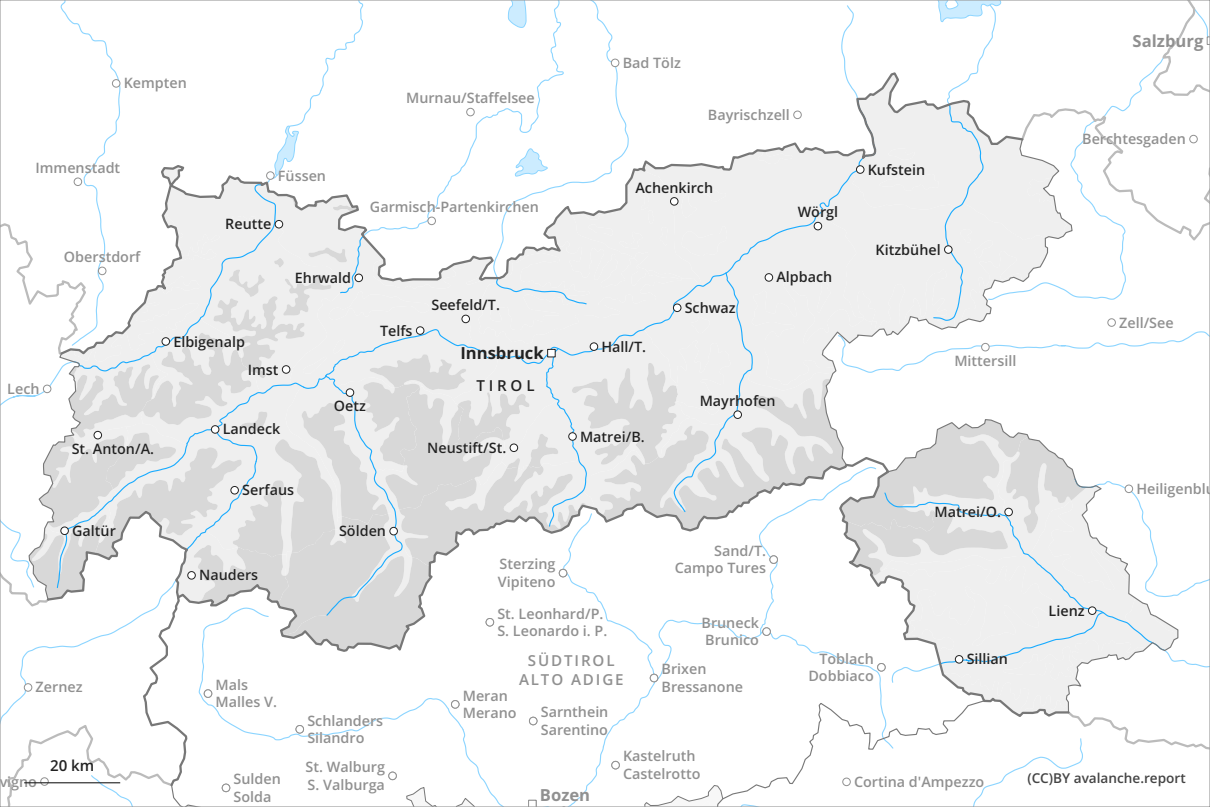 Salzburg
Bad Tölz
Kempten
Murnau/Staffelsee
Bayrischzell
Berchtesgaden
Immenstadt
Füssen
Kufstein
Achenkirch
Garmisch-Partenkirchen
Wörgl
Reutte
Kitzbühel
Oberstdorf
Ehrwald
Alpbach
Seefeld/T.
Schwaz
Telfs
Zell/See
Elbigenalp
Innsbruck
Hall/T.
Mittersill
Imst
TIROL
Lech
Oetz
Mayrhofen
Landeck
Matrei/B.
St. Anton/A.
Neustift/St.
Serfaus
Heiligenblu
Matrei/O.
Galtür
Sölden
Sand/T.
Campo Tures
Sterzing
Vipiteno
Nauders
Lienz
St. Leonhard/P.
S. Leonardo i. P.
Bruneck
Brunico
SÜDTIROL
ALTO ADIGE
Toblach
Dobbiaco
Sillian
Brixen
Bressanone
Zernez
Mals
Malles V.
Meran
Merano
Sarnthein
Sarentino
Schlanders
Silandro
Kastelruth
Castelrotto
20 km
St. Walburg
S. Valburga
vigno
Sulden
Solda
Cortina d'Ampezzo
(CC)BY avalanche.report
Bozen